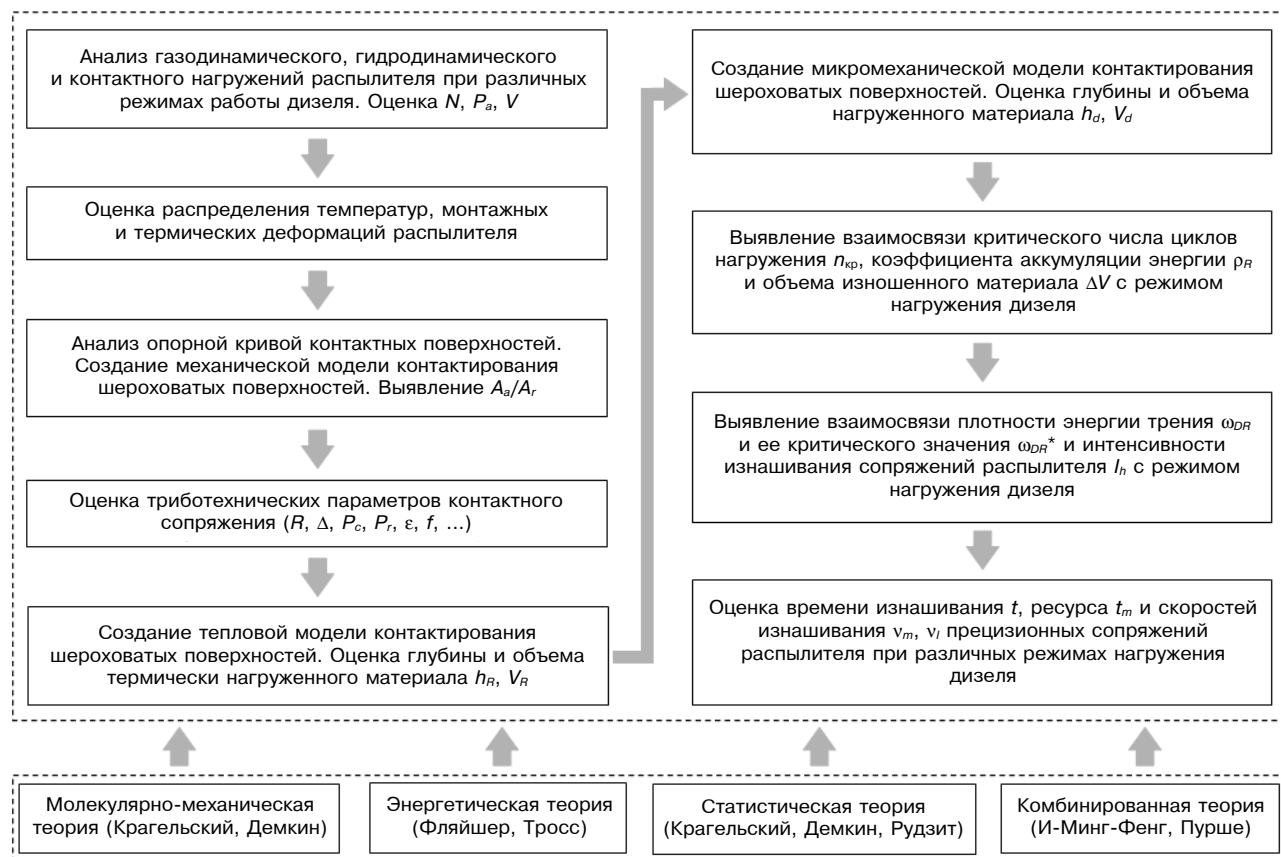 Анализ газодинамического, гидродинамического
и контактного нагружений распылителя при различных
режимах работы дизеля. Оценка N, Pa, V
Оценка распределения температур, монтажных
и термических деформаций распылителя
Анализ опорной кривой контактных поверхностей.
Создание механической модели контактирования
шероховатых поверхностей. Выявление Aa/Ar
Оценка триботехнических параметров контактного
сопряжения (R, Δ, Pc, Pr, ε, f, ...)
Создание тепловой модели контактирования
шероховатых поверхностей. Оценка глубины и объема
термически нагруженного материала hR, VR
Создание микромеханической модели контактирования
шероховатых поверхностей. Оценка глубины и объема
нагруженного материала hd, Vd
Выявление взаимосвязи критического числа циклов
нагружения nкр, коэффициента аккумуляции энергии ρR
и объема изношенного материала ΔV с режимом
нагружения дизеля
Выявление взаимосвязи плотности энергии трения ωDR
и ее критического значения ωDR* и интенсивности
изнашивания сопряжений распылителя Ih с режимом
нагружения дизеля
Оценка времени изнашивания t, ресурса tm и скоростей
изнашивания νm, νl прецизионных сопряжений
распылителя при различных режимах нагружения
дизеля
Молекулярно-механическая
теория (Крагельский, Демкин)
Энергетическая теория
(Фляйшер, Тросс)
Статистическая теория
(Крагельский, Демкин, Рудзит)
Комбинированная теория
(И-Минг-Фенг, Пурше)